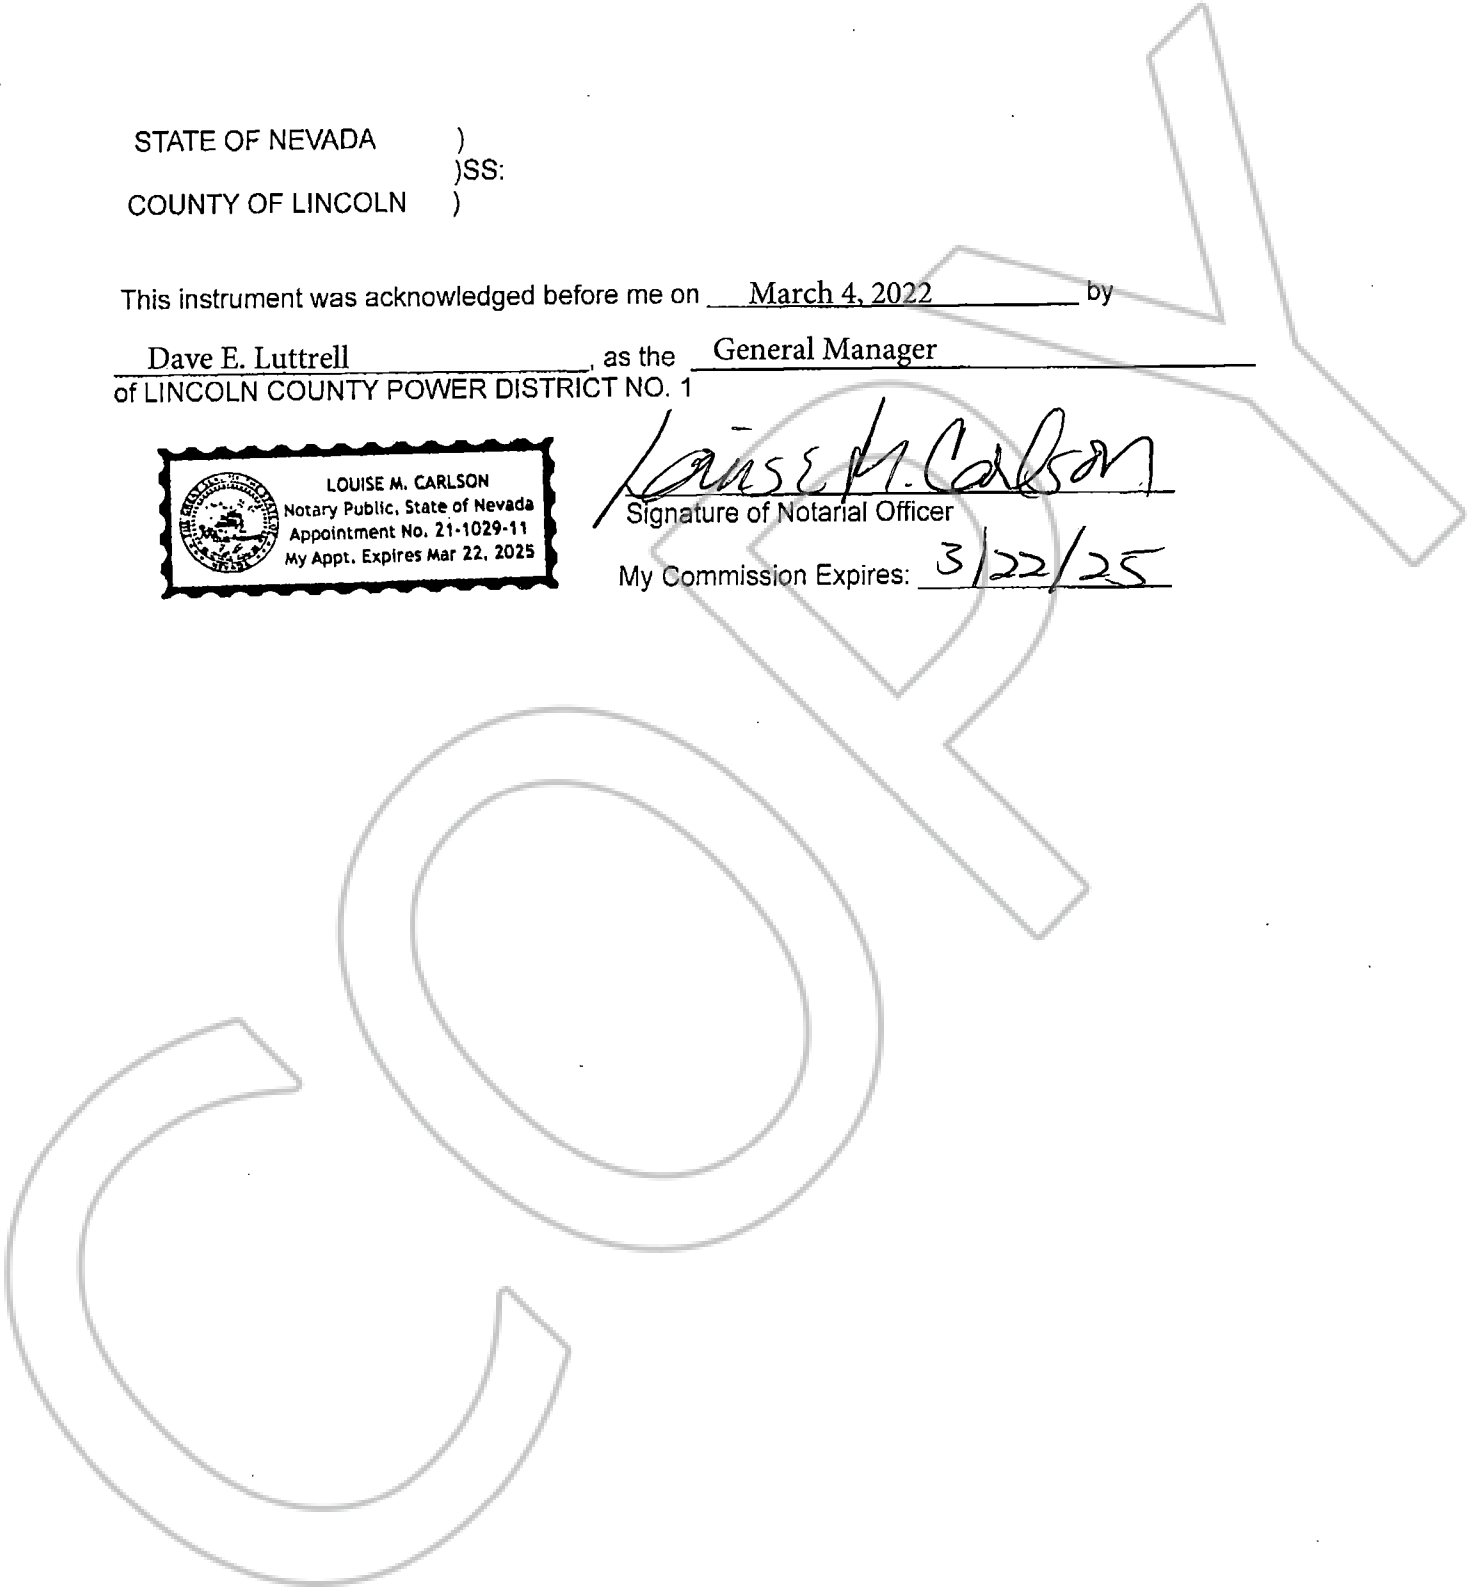 STATE OF NEVADA )
)SS:
COUNTY OF LINCOLN )
This instrument was acknowledged before me on March 4, 2022 by
Dave E. Luttrell, as the General Manager
of LINCOLN COUNTY POWER DISTRICT NO. 1
LOUISE M. CARLSON
Notary Public, State of Nevada
Appointment No. 21-1029-11
My Appt. Expires Mar 22, 2025
Louise M. Carlson
Signature of Notarial Officer
My Commission Expires: 3/22/25
COPY